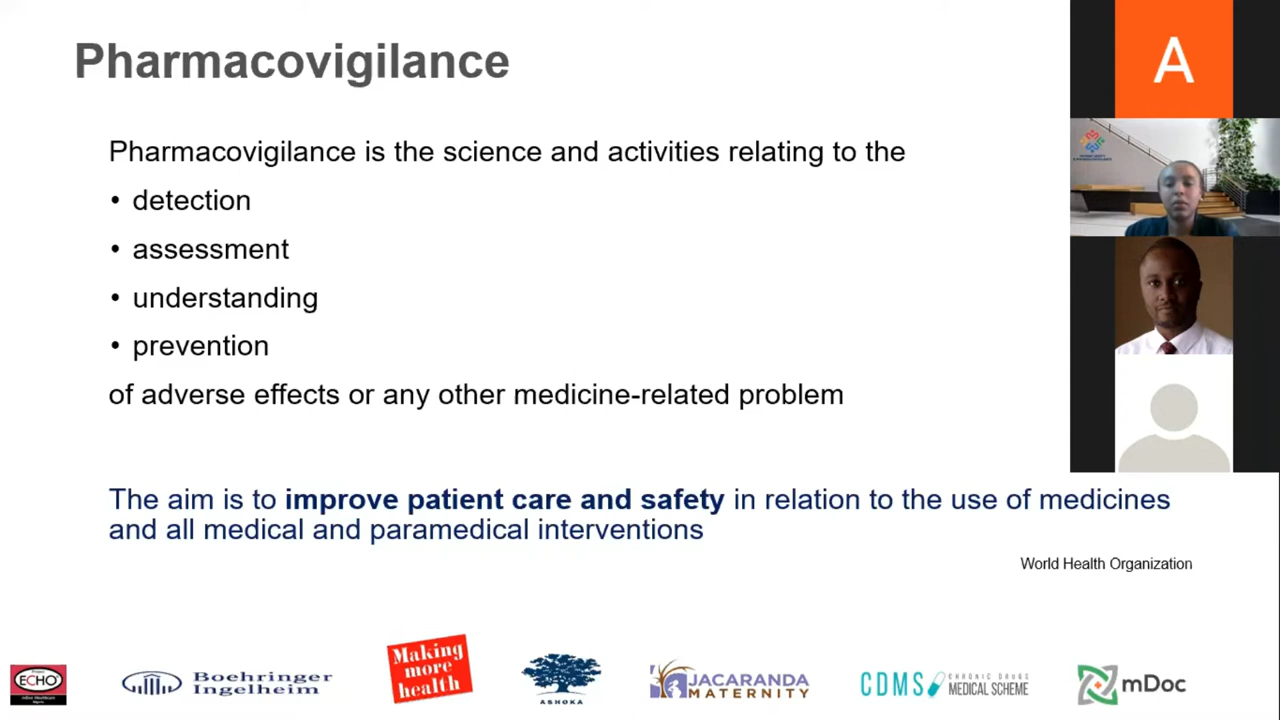 Pharmacovigilance
A
Pharmacovigilance is the science and activities relating to the
• detection
• assessment
• understanding
• prevention
of adverse effects or any other medicine-related problem
The aim is to improve patient care and safety in relation to the use of medicines
and all medical and paramedical interventions
World Health Organization
ECHO
Boehringer
Ingelheim
Making
more
health
ASHOKA
JACARANDA
MATERNITY
CDMS
CHRONIC DRUGS
MEDICAL SCHEME
mDoc